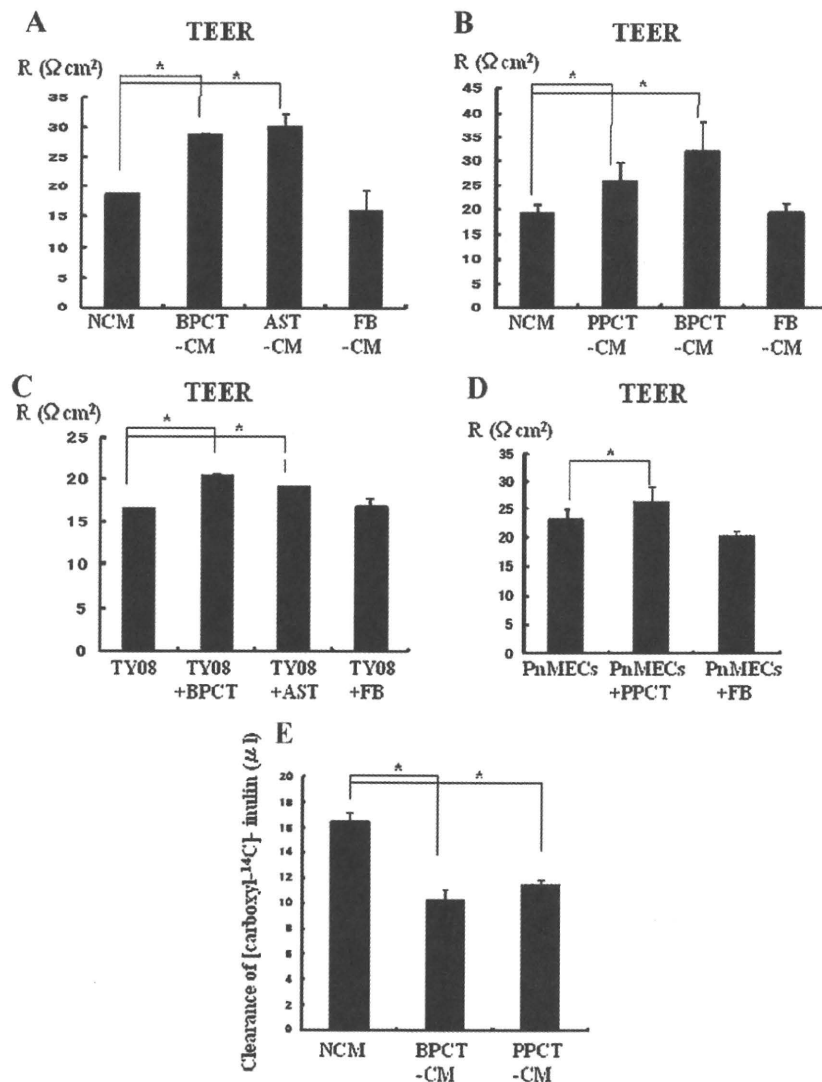 A
TEER
R (Ω cm²)
*
*
35
30
25
20
15
10
5
0
NCM BPCT AST FB
-CM -CM -CM
B
TEER
R (Ω cm²)
*
*
45
40
35
30
25
20
15
10
5
0
NCM PPCT BPCT FB
-CM -CM -CM
C
TEER
R (Ω cm²)
*
*
25
20
15
10
5
0
TY08 TY08 TY08 TY08
+BPCT +AST +FB
D
TEER
R (Ω cm²)
*
35
30
25
20
15
10
5
0
PnMECs PnMECs PnMECs
+PPCT +FB
E
Clearance of [carboxyl-¹⁴C]- inulin (μl)
*
*
20
18
16
14
12
10
8
6
4
2
0
NCM BPCT PPCT
-CM -CM